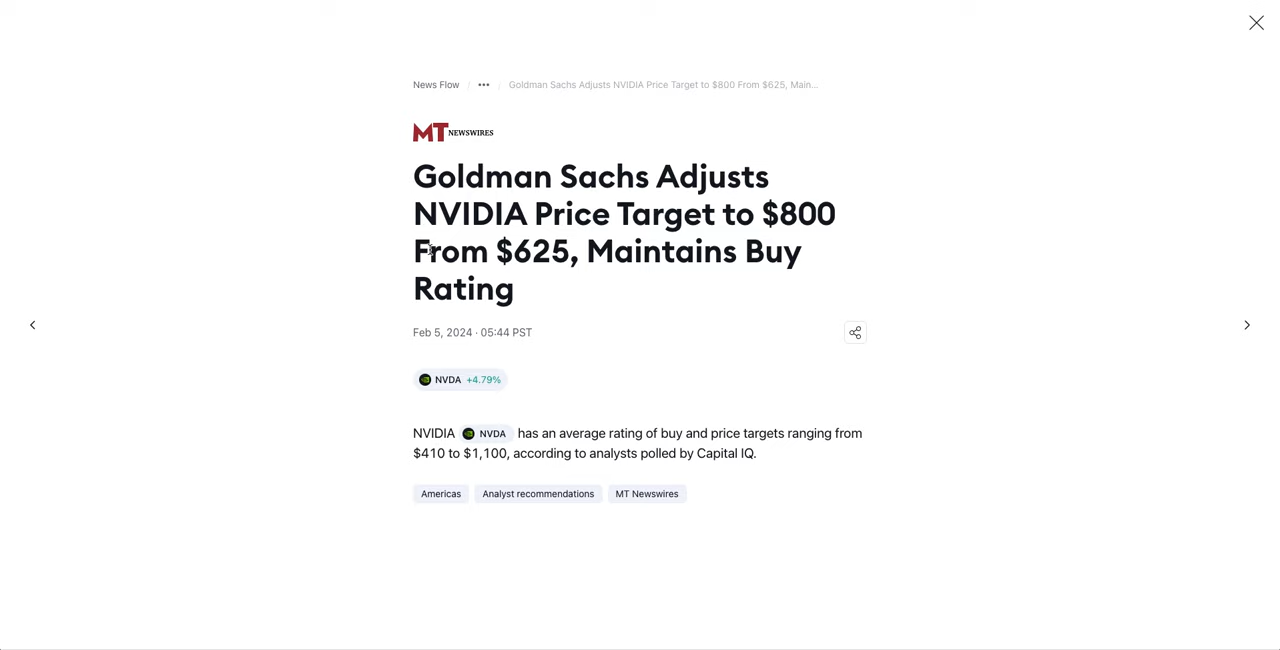 News Flow / ••• / Goldman Sachs Adjusts NVIDIA Price Target to $800 From $625, Main...
MT NEWSWIRES
Goldman Sachs Adjusts
NVIDIA Price Target to $800
From $625, Maintains Buy
Rating
Feb 5, 2024 · 05:44 PST
NVDA +4.79%
NVIDIA NVDA has an average rating of buy and price targets ranging from
$410 to $1,100, according to analysts polled by Capital IQ.
Americas Analyst recommendations MT Newswires